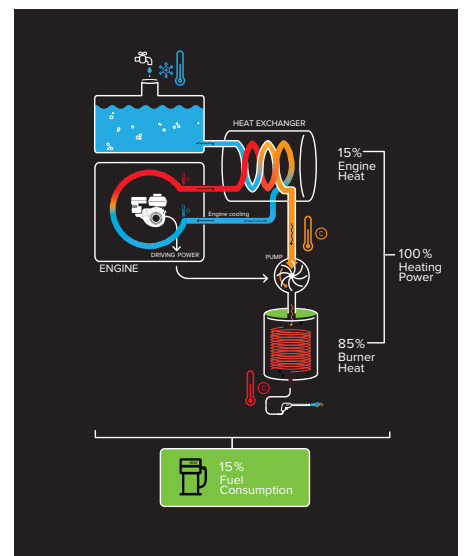 HEAT EXCHANGER
15%
Engine
Heat
Engine cooling
DRIVING POWER
ENGINE
C
PUMP
100%
Heating
Power
85%
Burner
Heat
C
15%
Fuel
Consumption